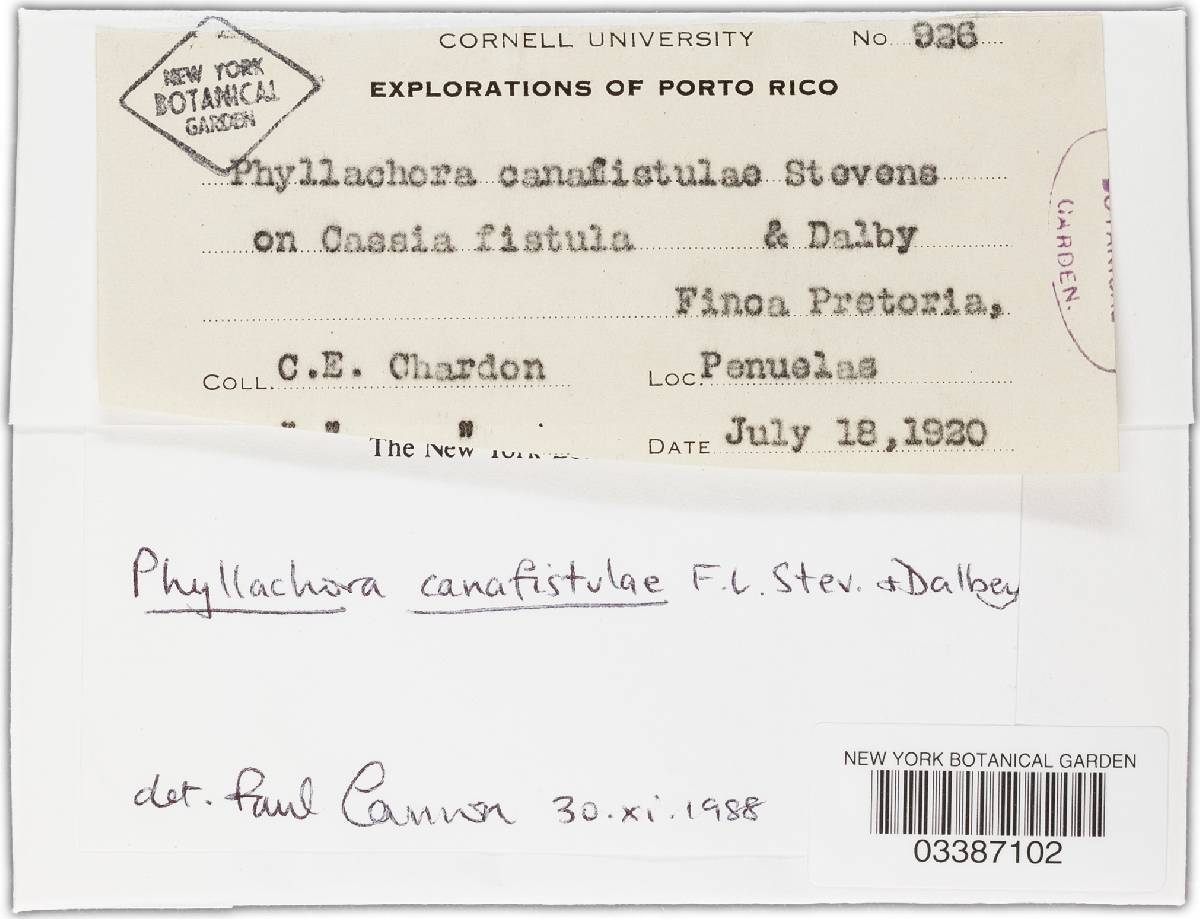 CORNELL UNIVERSITY No. 926
EXPLORATIONS OF PORTO RICO
NEW YORK
BOTANICAL
GARDEN
Phyllachora canafistulae Stevens
on Cassia fistula & Dalby
GARDEN.
Finca Pretoria,
COLL. C.E. Chardon LOC. Penuelas
" " "
The New York
DATE July 18,1920
Phyllachora canafistulae F.L. Stev. & Dalbey
det. Paul Cannon 30.xi.1988
NEW YORK BOTANICAL GARDEN
03387102